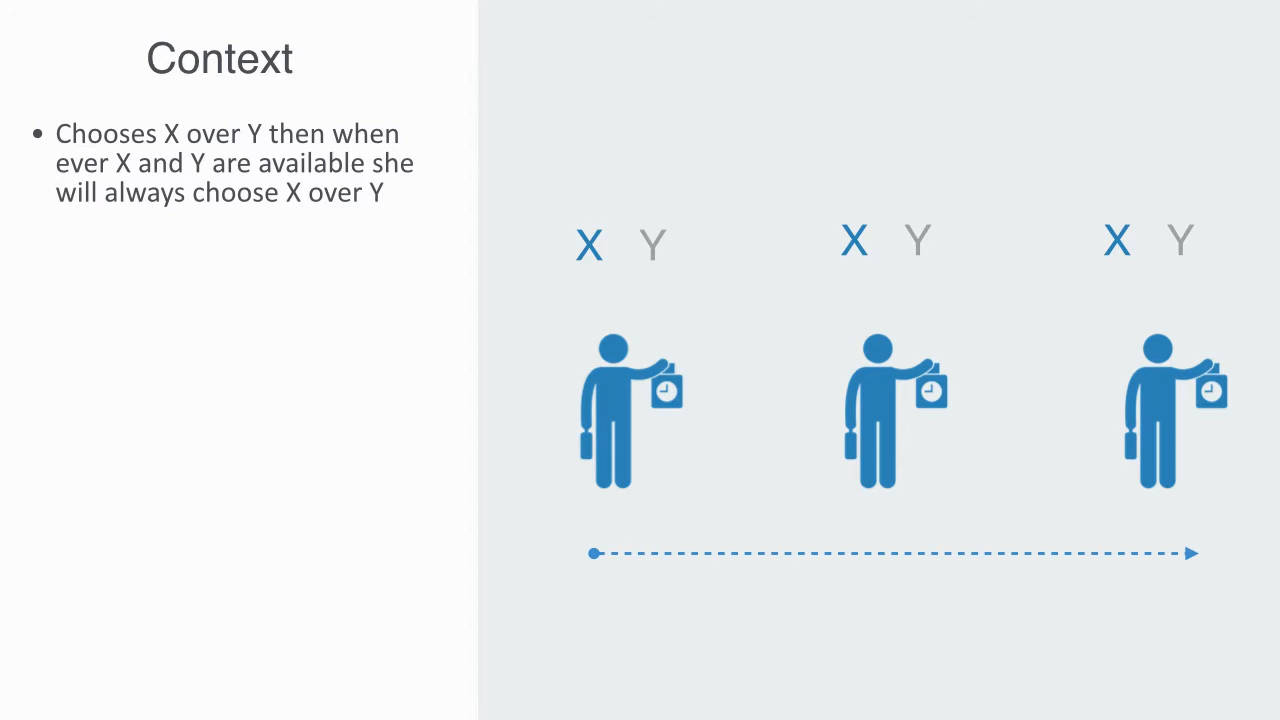 Context
• Chooses X over Y then when
ever X and Y are available she
will always choose X over Y
X Y X Y X Y